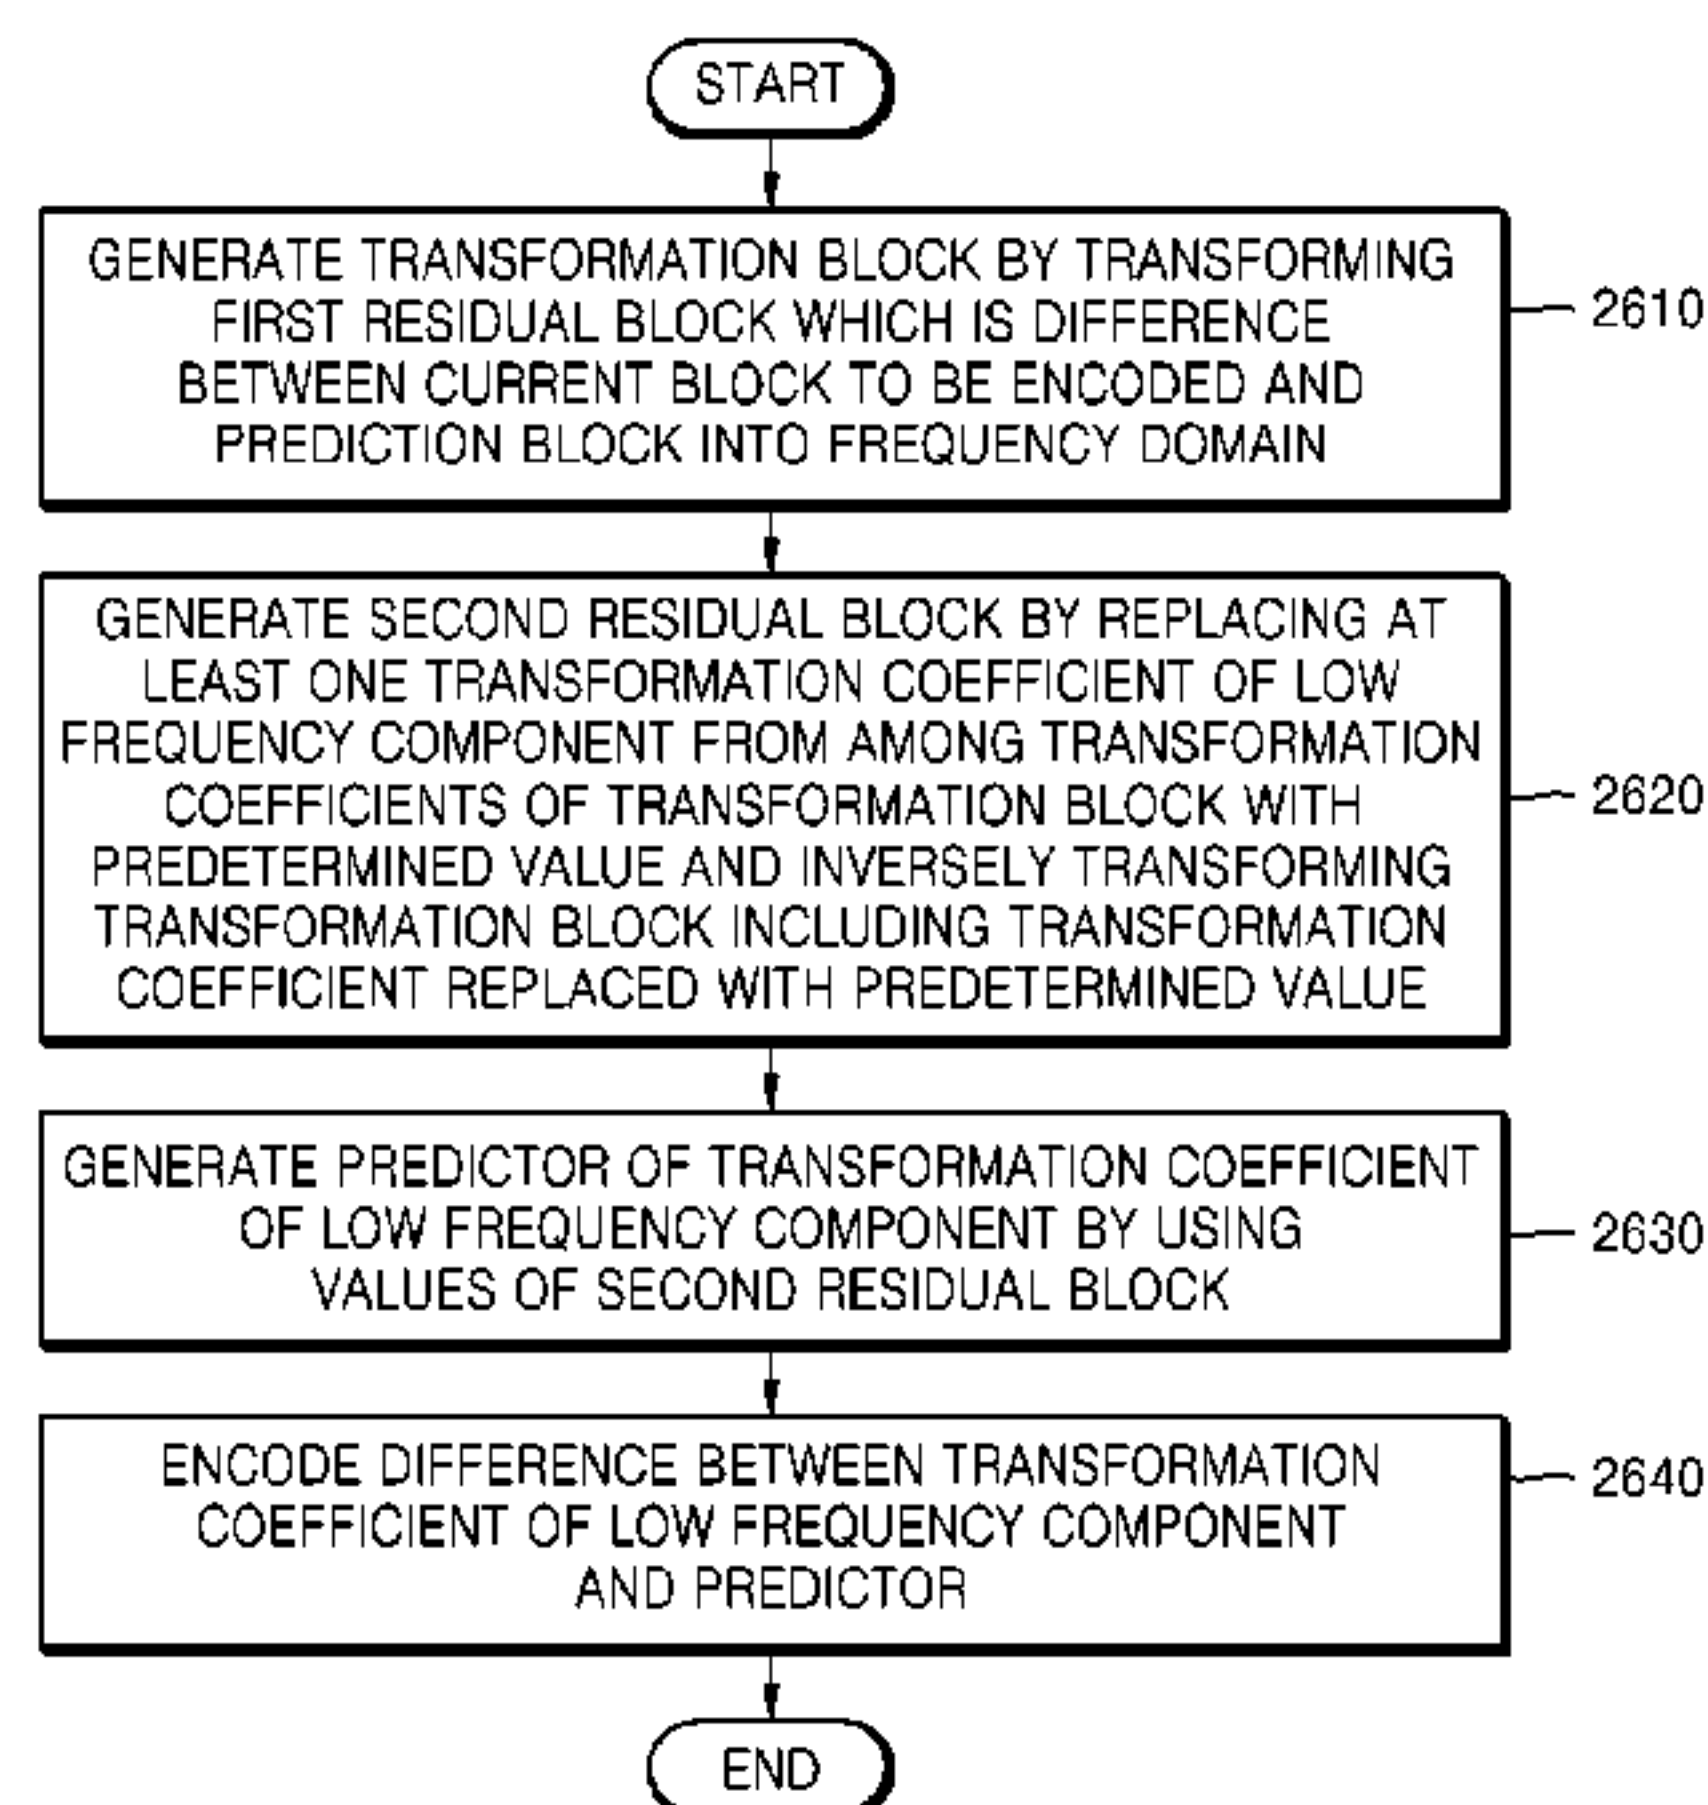 START
GENERATE TRANSFORMATION BLOCK BY TRANSFORMING
FIRST RESIDUAL BLOCK WHICH IS DIFFERENCE
BETWEEN CURRENT BLOCK TO BE ENCODED AND
PREDICTION BLOCK INTO FREQUENCY DOMAIN
2610
GENERATE SECOND RESIDUAL BLOCK BY REPLACING AT
LEAST ONE TRANSFORMATION COEFFICIENT OF LOW
FREQUENCY COMPONENT FROM AMONG TRANSFORMATION
COEFFICIENTS OF TRANSFORMATION BLOCK WITH
PREDETERMINED VALUE AND INVERSELY TRANSFORMING
TRANSFORMATION BLOCK INCLUDING TRANSFORMATION
COEFFICIENT REPLACED WITH PREDETERMINED VALUE
2620
GENERATE PREDICTOR OF TRANSFORMATION COEFFICIENT
OF LOW FREQUENCY COMPONENT BY USING
VALUES OF SECOND RESIDUAL BLOCK
2630
ENCODE DIFFERENCE BETWEEN TRANSFORMATION
COEFFICIENT OF LOW FREQUENCY COMPONENT
AND PREDICTOR
2640
END